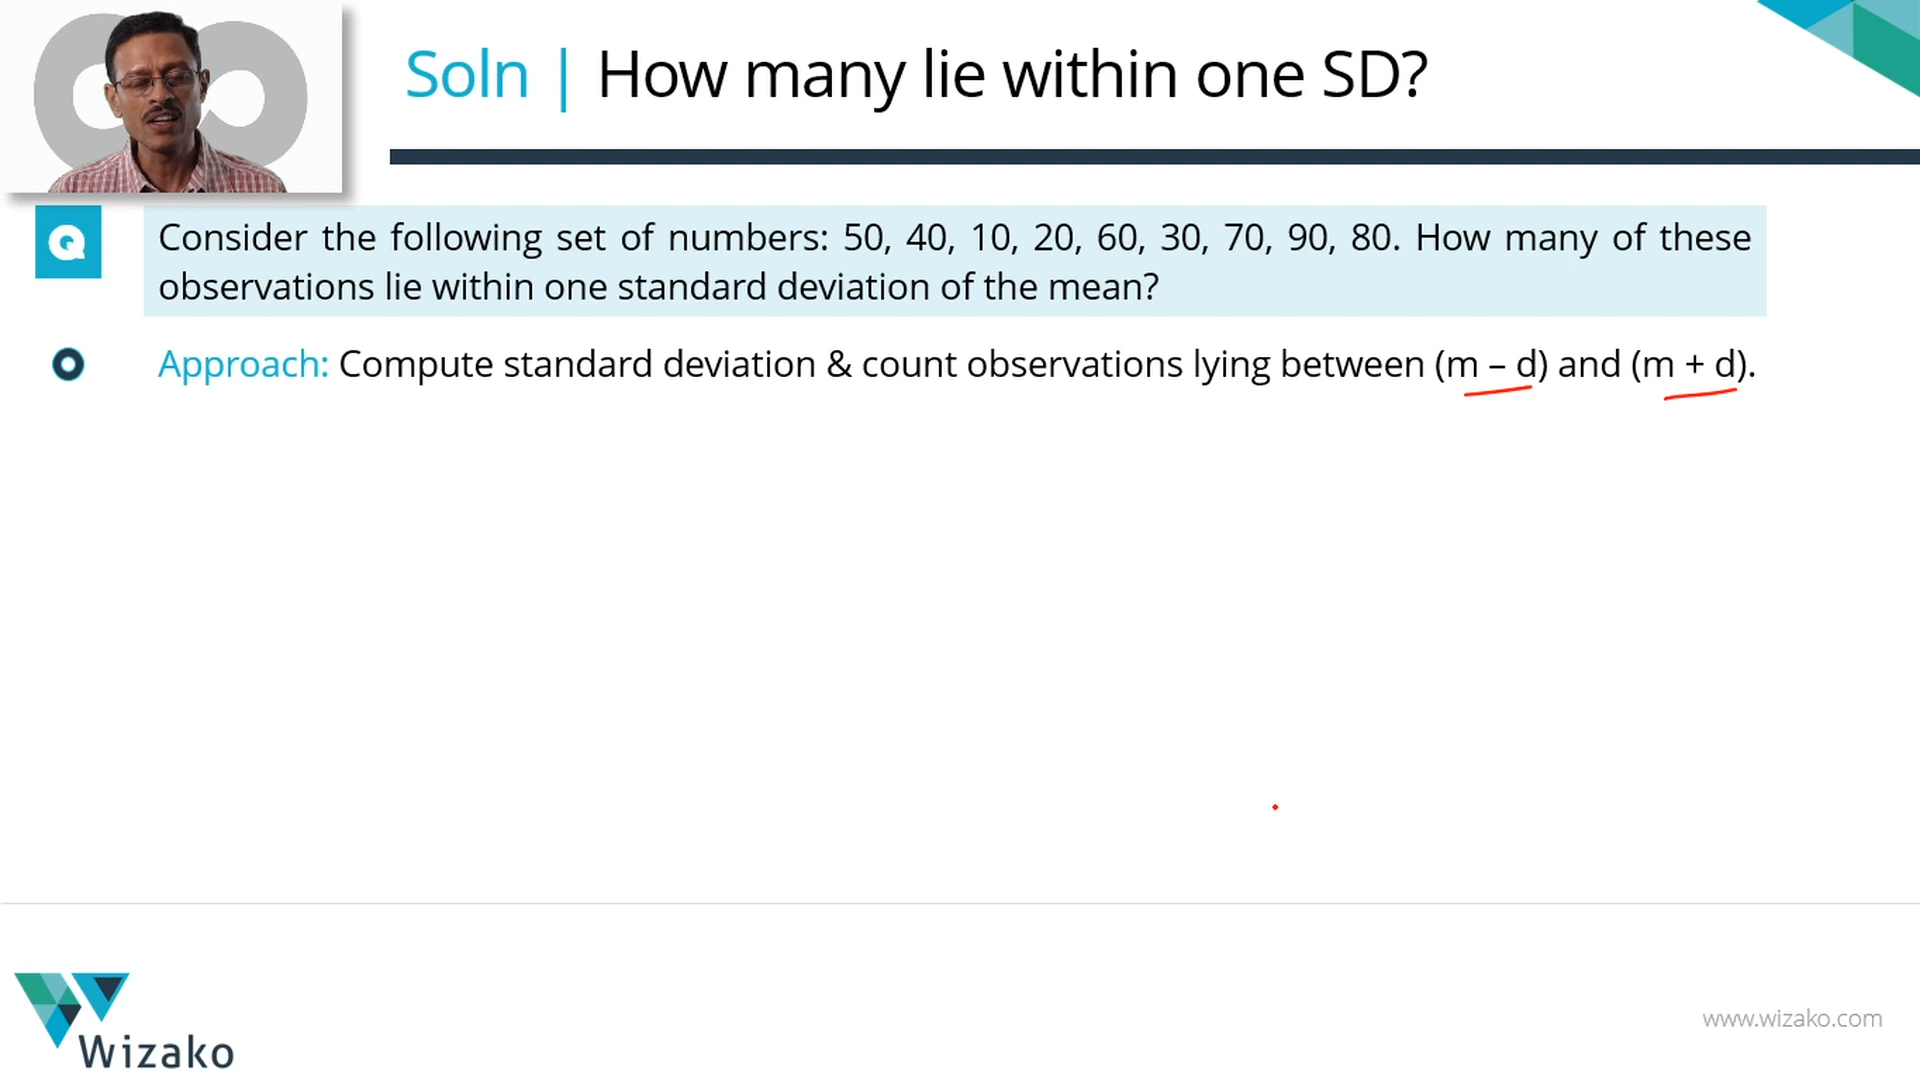 Soln | How many lie within one SD?
Q
Consider the following set of numbers: 50, 40, 10, 20, 60, 30, 70, 90, 80. How many of these
observations lie within one standard deviation of the mean?
Approach: Compute standard deviation & count observations lying between (m – d) and (m + d).
Wizako
www.wizako.com